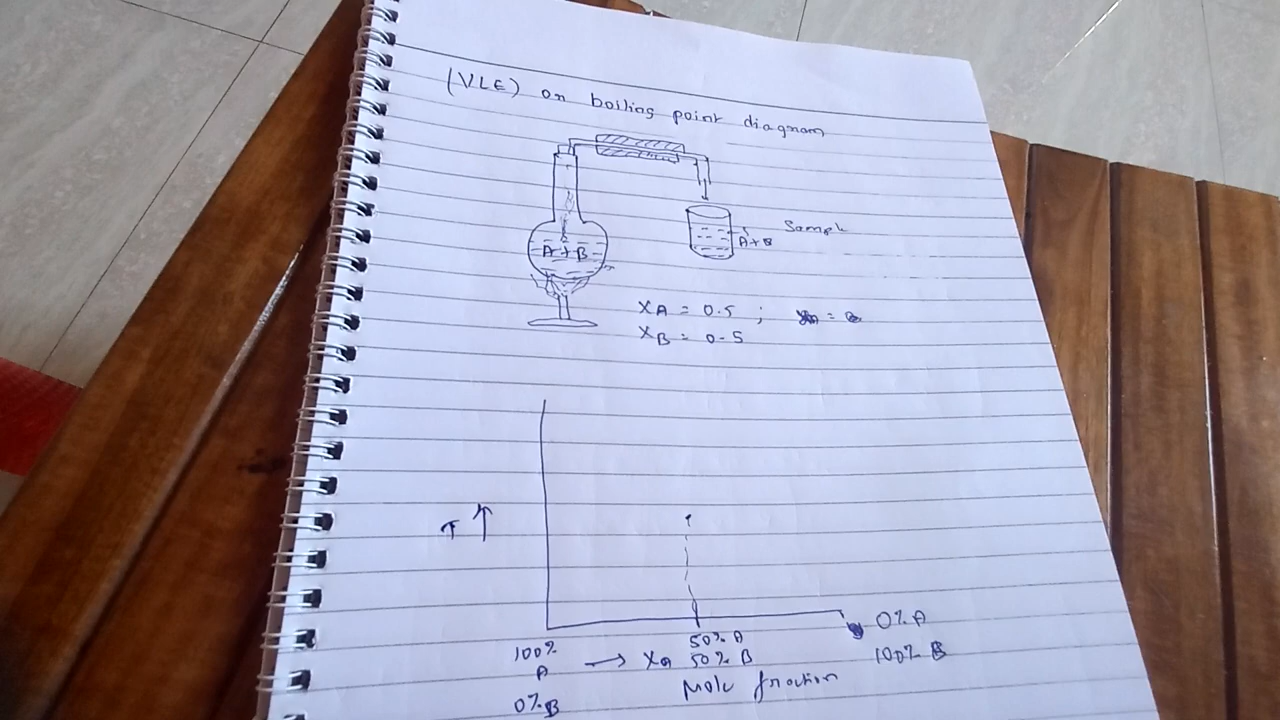 (VLE) on boiling point diagram
A+B
Sample
A+B
XA = 0.5 ;
XB = 0.5
T ↑
100%
A
0% B
→ Xa
50% A
50% B
Mole fraction
0% A
100% B